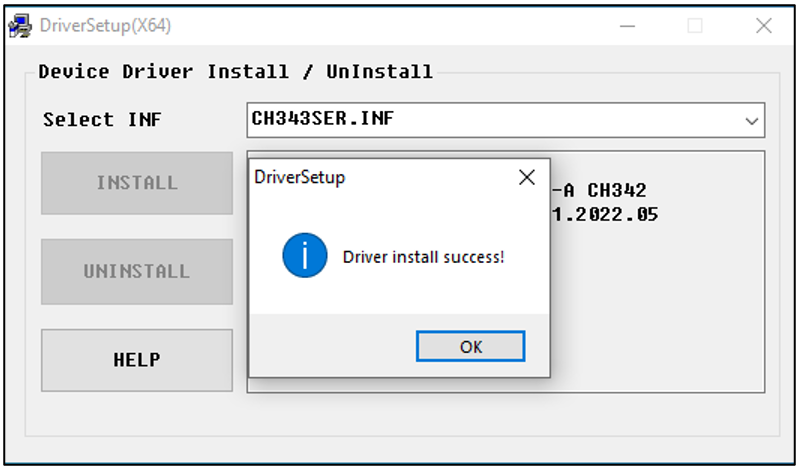 DriverSetup(X64)
Device Driver Install / UnInstall
Select INF
CH343SER.INF
INSTALL
-A CH342
1.2022.05
UNINSTALL
HELP
DriverSetup
Driver install success!
OK